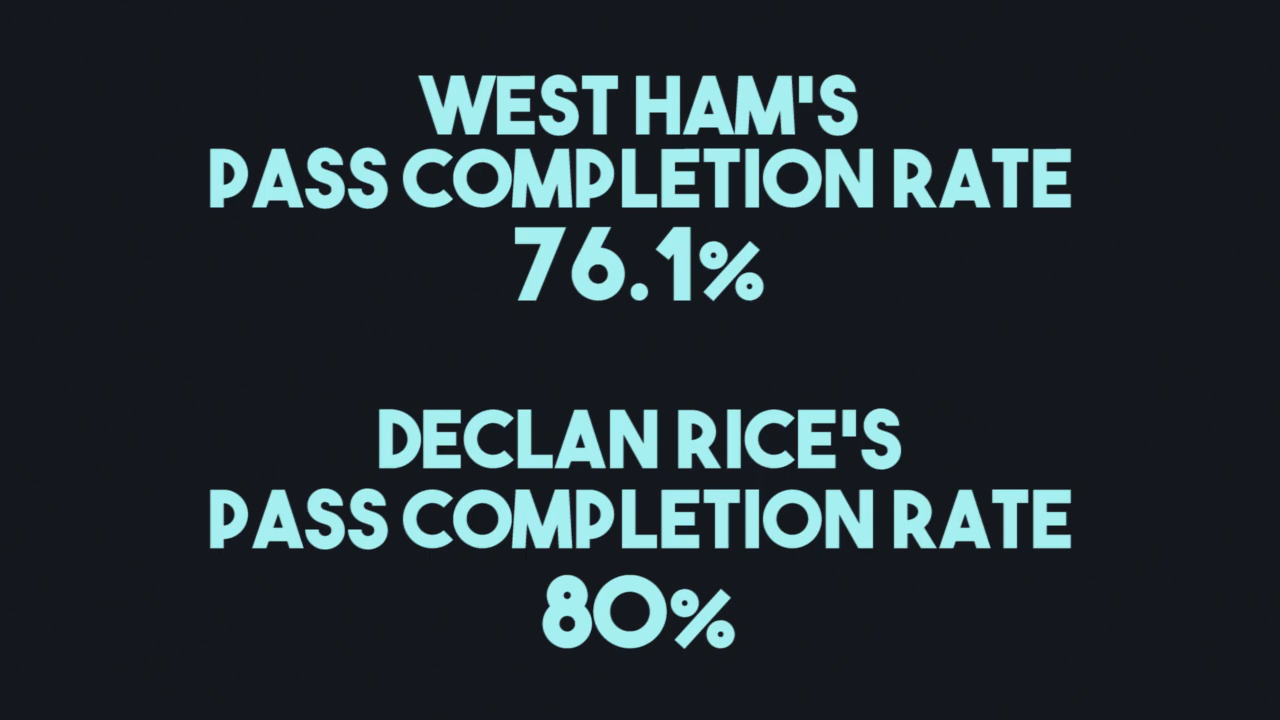 WEST HAM'S
PASS COMPLETION RATE
76.1%
DECLAN RICE'S
PASS COMPLETION RATE
80%